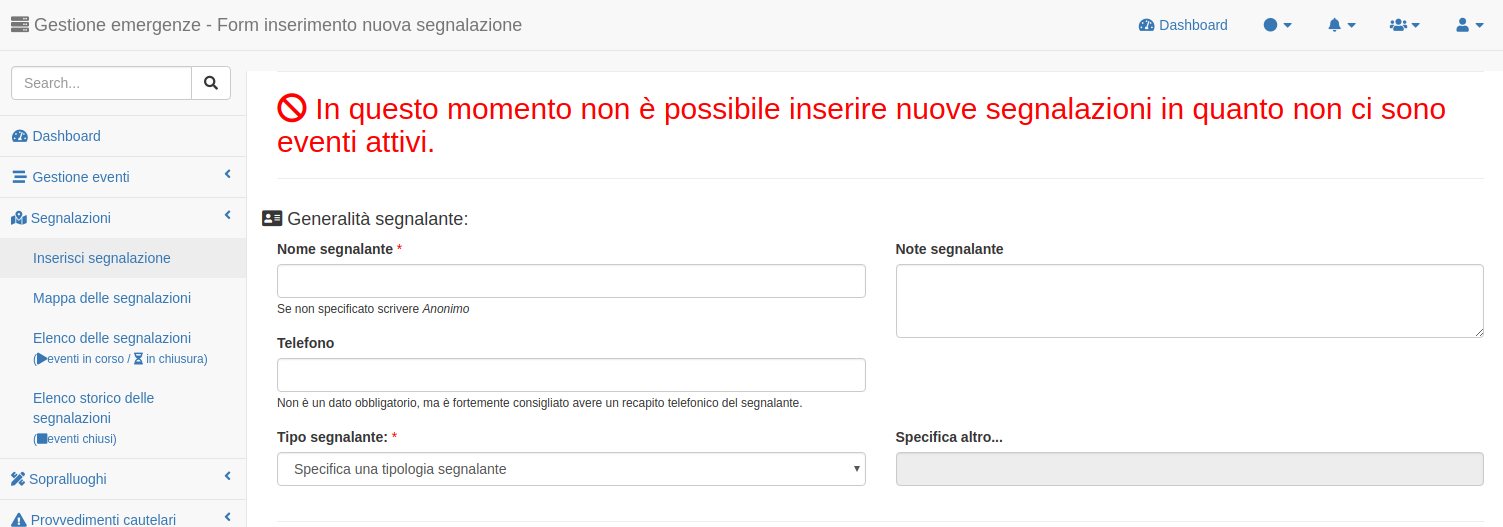 Gestione emergenze - Form inserimento nuova segnalazione
Dashboard
Search...
Dashboard
Gestione eventi
Segnalazioni
Inserisci segnalazione
Mappa delle segnalazioni
Elenco delle segnalazioni
(eventi in corso / in chiusura)
Elenco storico delle
segnalazioni
(eventi chiusi)
Sopralluoghi
Provvedimenti cautelari
In questo momento non è possibile inserire nuove segnalazioni in quanto non ci sono
eventi attivi.
Generalità segnalante:
Nome segnalante *
Se non specificato scrivere Anonimo
Note segnalante
Telefono
Non è un dato obbligatorio, ma è fortemente consigliato avere un recapito telefonico del segnalante.
Tipo segnalante: *
Specifica una tipologia segnalante
Specifica altro...